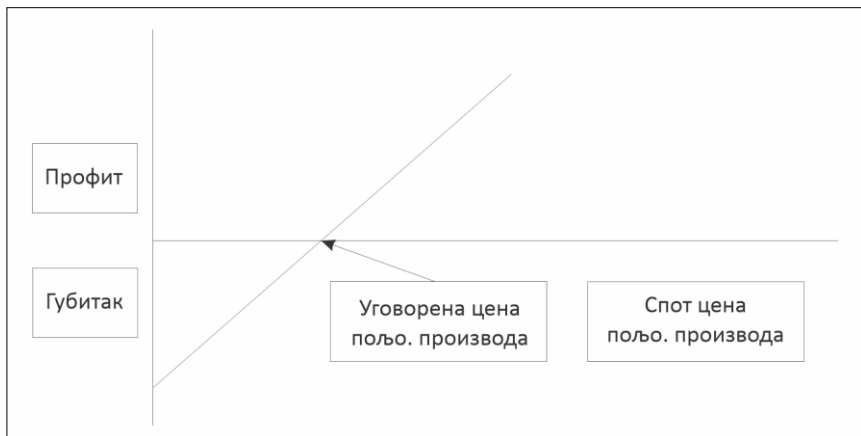 Профит
Губитак
Уговорена цена
пољо. производа
Спот цена
пољо. производа